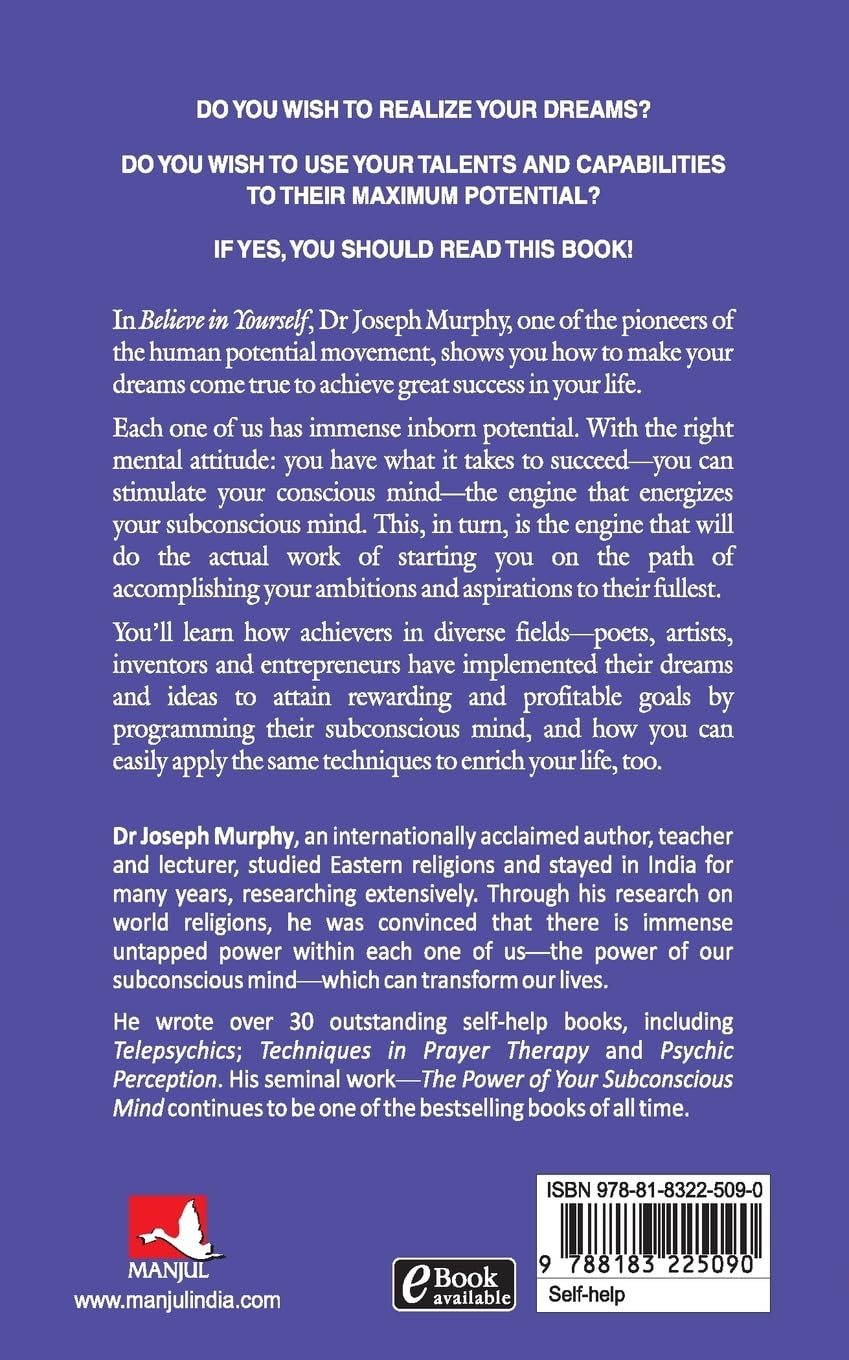 DO YOU WISH TO REALIZE YOUR DREAMS?
DO YOU WISH TO USE YOUR TALENTS AND CAPABILITIES
TO THEIR MAXIMUM POTENTIAL?
IF YES, YOU SHOULD READ THIS BOOK!
In Believe in Yourself, Dr Joseph Murphy, one of the pioneers of
the human potential movement, shows you how to make your
dreams come true to achieve great success in your life.
Each one of us has immense inborn potential. With the right
mental attitude: you have what it takes to succeed—you can
stimulate your conscious mind—the engine that energizes
your subconscious mind. This, in turn, is the engine that will
do the actual work of starting you on the path of
accomplishing your ambitions and aspirations to their fullest.
You'll learn how achievers in diverse fields—poets, artists,
inventors and entrepreneurs have implemented their dreams
and ideas to attain rewarding and profitable goals by
programming their subconscious mind, and how you can
easily apply the same techniques to enrich your life, too.
Dr Joseph Murphy, an internationally acclaimed author, teacher
and lecturer, studied Eastern religions and stayed in India for
many years, researching extensively. Through his research on
world religions, he was convinced that there is immense
untapped power within each one of us—the power of our
subconscious mind—which can transform our lives.
He wrote over 30 outstanding self-help books, including
Telepsychics; Techniques in Prayer Therapy and Psychic
Perception. His seminal work—The Power of Your Subconscious
Mind continues to be one of the bestselling books of all time.
MANJUL
www.manjulindia.com
eBook
available
ISBN 978-81-8322-509-0
9 788183 225090
Self-help